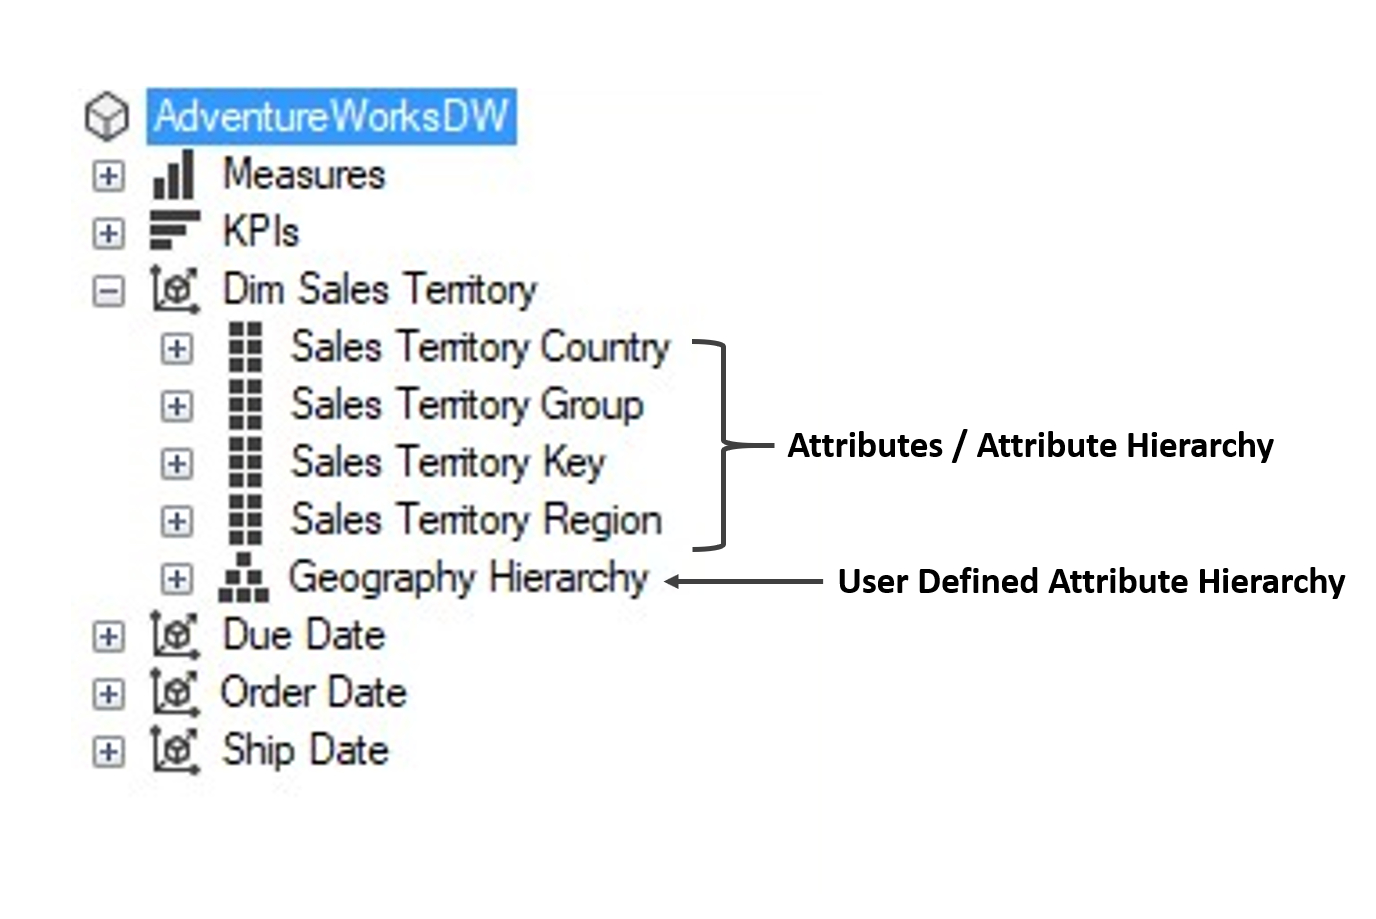 AdventureWorksDW
Measures
KPIs
Dim Sales Territory
Sales Territory Country
Sales Territory Group
Sales Territory Key
Sales Territory Region
Attributes / Attribute Hierarchy
Geography Hierarchy
User Defined Attribute Hierarchy
Due Date
Order Date
Ship Date